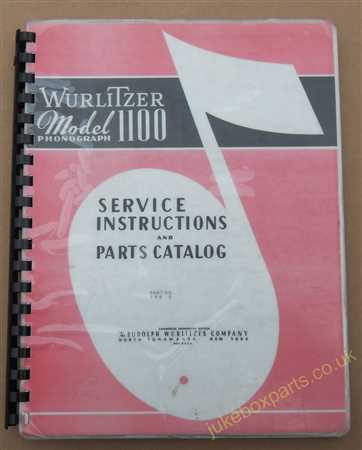 WURLITZER
Model 1100
PHONOGRAPH
SERVICE
INSTRUCTIONS
AND
PARTS CATALOG
THE RUDOLPH WURLITZER COMPANY
NORTH TONAWANDA, NEW YORK
jukeboxparts.co.uk